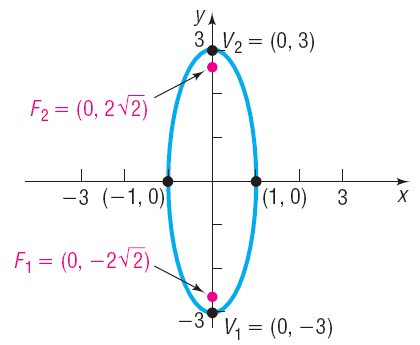 y
3
V₂ = (0, 3)
F₂ = (0, 2√2)
−3
(−1, 0)
(1, 0)
3
x
F₁ = (0, −2√2)
−3
V₁ = (0, −3)